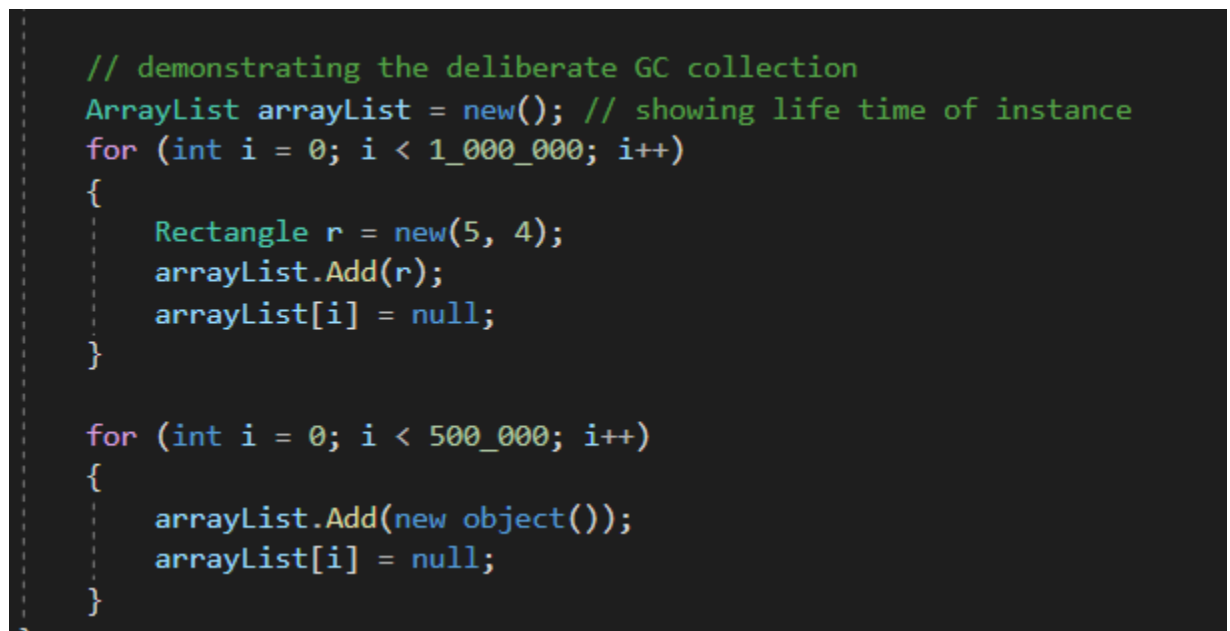 // demonstrating the deliberate GC collection
ArrayList arrayList = new(); // showing life time of instance
for (int i = 0; i < 1_000_000; i++)
{
Rectangle r = new(5, 4);
arrayList.Add(r);
arrayList[i] = null;
}
for (int i = 0; i < 500_000; i++)
{
arrayList.Add(new object());
arrayList[i] = null;
}